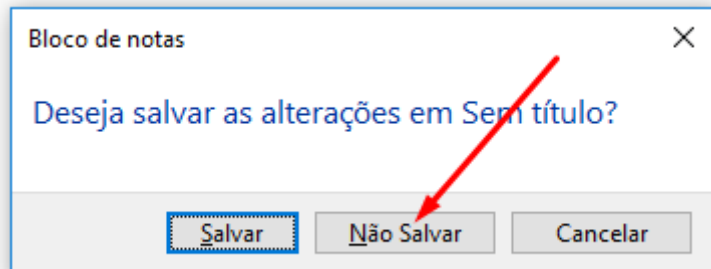 Bloco de notas
Deseja salvar as alterações em Sem título?
Salvar Não Salvar Cancelar